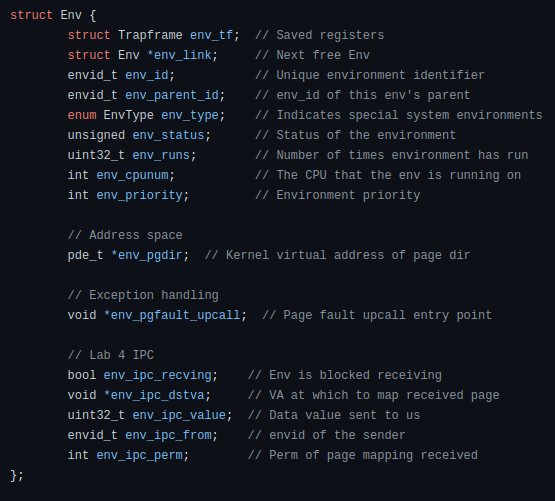 struct Env {
        struct Trapframe env_tf;  // Saved registers
        struct Env *env_link;     // Next free Env
        envid_t env_id;           // Unique environment identifier
        envid_t env_parent_id;    // env_id of this env's parent
        enum EnvType env_type;    // Indicates special system environments
        unsigned env_status;      // Status of the environment
        uint32_t env_runs;        // Number of times environment has run
        int env_cpunum;           // The CPU that the env is running on
        int env_priority;         // Environment priority

        // Address space
        pde_t *env_pgdir;  // Kernel virtual address of page dir

        // Exception handling
        void *env_pgfault_upcall;  // Page fault upcall entry point

        // Lab 4 IPC
        bool env_ipc_recving;    // Env is blocked receiving
        void *env_ipc_dstva;     // VA at which to map received page
        uint32_t env_ipc_value;  // Data value sent to us
        envid_t env_ipc_from;    // envid of the sender
        int env_ipc_perm;        // Perm of page mapping received
};